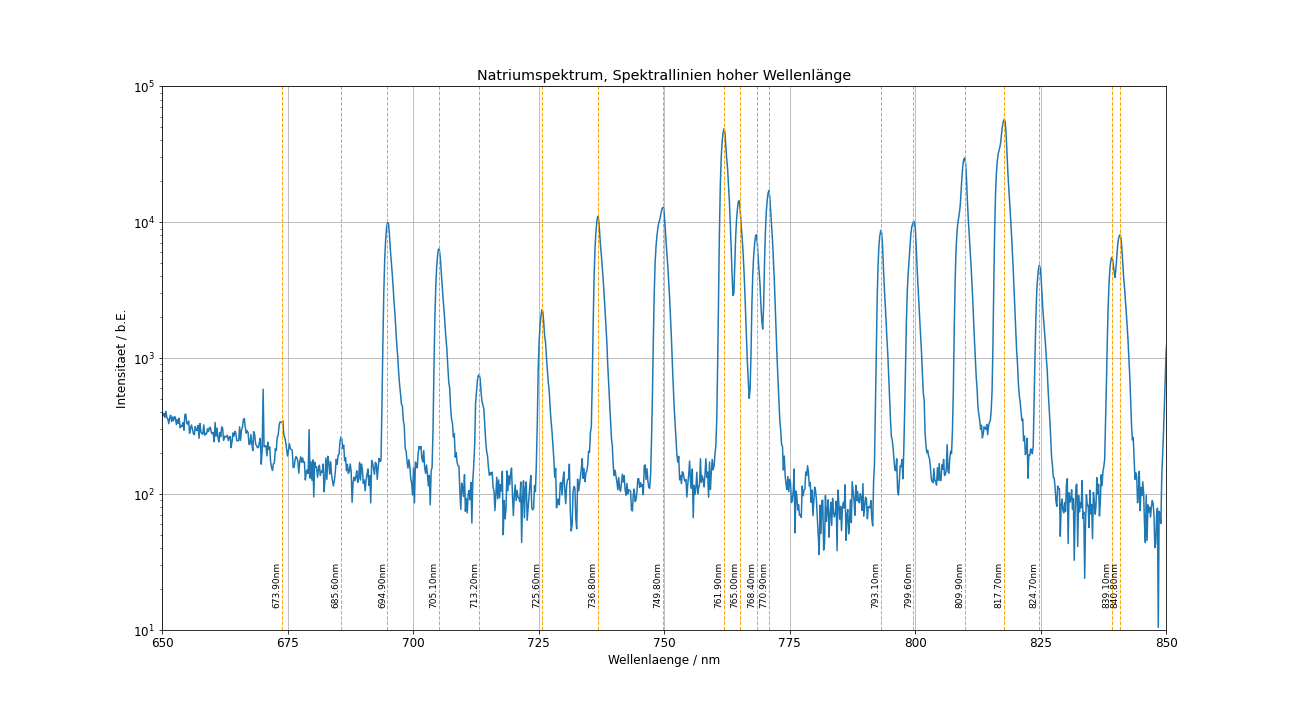 Natriumspektrum, Spektrallinien hoher Wellenlänge
Intensitaet / b.E.
10^5
10^4
10^3
10^2
10^1
673.90nm
685.60nm
694.90nm
705.10nm
713.20nm
725.60nm
736.80nm
749.80nm
761.90nm
765.00nm
768.40nm
770.90nm
793.10nm
799.60nm
809.90nm
817.70nm
824.70nm
839.10nm
840.80nm
650 675 700 725 750 775 800 825 850
Wellenlaenge / nm